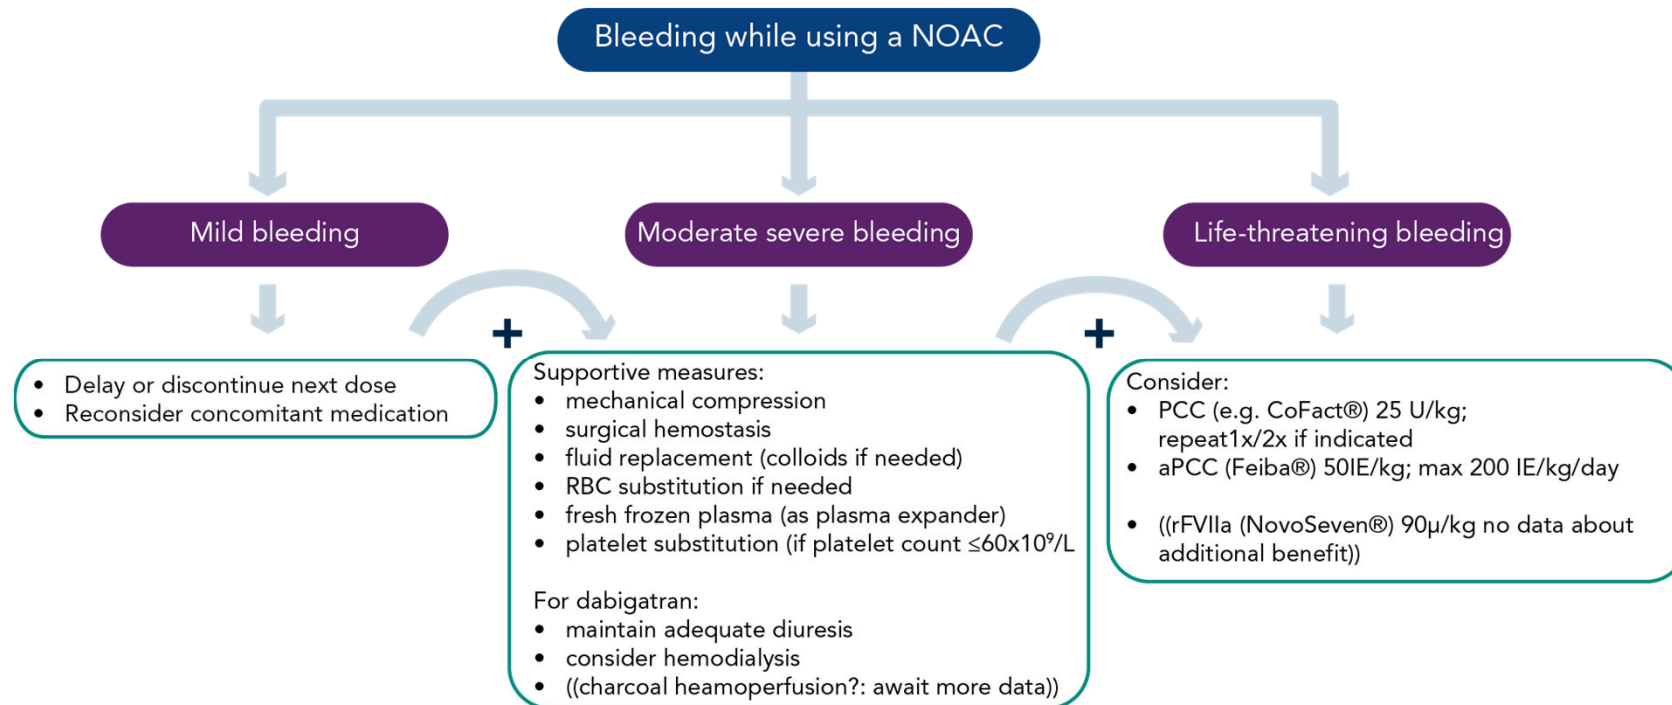 Bleeding while using a NOAC
Mild bleeding
Moderate severe bleeding
Life-threatening bleeding
+
+
• Delay or discontinue next dose
• Reconsider concomitant medication
Supportive measures:
• mechanical compression
• surgical hemostasis
• fluid replacement (colloids if needed)
• RBC substitution if needed
• fresh frozen plasma (as plasma expander)
• platelet substitution (if platelet count ≤60x10⁹/L
For dabigatran:
• maintain adequate diuresis
• consider hemodialysis
• ((charcoal heamoperfusion?: await more data))
Consider:
• PCC (e.g. CoFact®) 25 U/kg;
repeat1x/2x if indicated
• aPCC (Feiba®) 50IE/kg; max 200 IE/kg/day
• ((rFVIIa (NovoSeven®) 90µ/kg no data about
additional benefit))